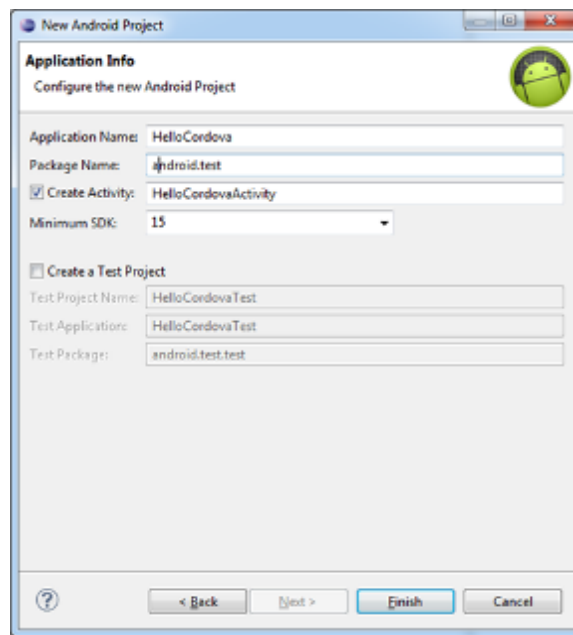 New Android Project
Application Info
Configure the new Android Project
Application Name: HelloCordova
Package Name: android.test
Create Activity: HelloCordovaActivity
Minimum SDK: 15
Create a Test Project
Test Project Name: HelloCordovaTest
Test Application: HelloCordovaTest
Test Package: android.test.test
? < Back Next > Finish Cancel